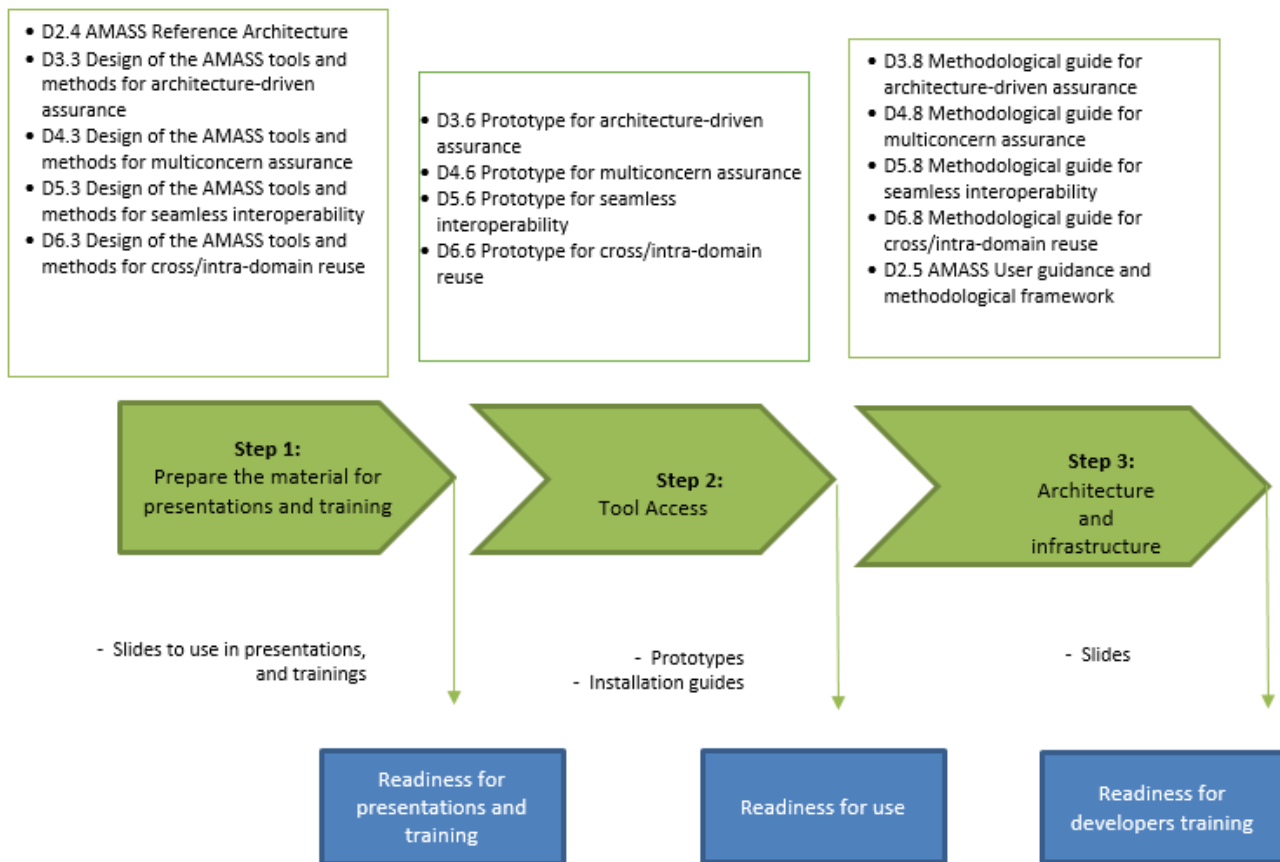 • D2.4 AMASS Reference Architecture
• D3.3 Design of the AMASS tools and
methods for architecture-driven
assurance
• D4.3 Design of the AMASS tools and
methods for multiconcern assurance
• D5.3 Design of the AMASS tools and
methods for seamless interoperability
• D6.3 Design of the AMASS tools and
methods for cross/intra-domain reuse
• D3.6 Prototype for architecture-driven
assurance
• D4.6 Prototype for multiconcern assurance
• D5.6 Prototype for seamless
interoperability
• D6.6 Prototype for cross/intra-domain
reuse
• D3.8 Methodological guide for
architecture-driven assurance
• D4.8 Methodological guide for
multiconcern assurance
• D5.8 Methodological guide for
seamless interoperability
• D6.8 Methodological guide for
cross/intra-domain reuse
• D2.5 AMASS User guidance and
methodological framework
Step 1:
Prepare the material for
presentations and training
Step 2:
Tool Access
Step 3:
Architecture
and
infrastructure
- Slides to use in presentations,
and trainings
- Prototypes
- Installation guides
- Slides
Readiness for
presentations and
training
Readiness for use
Readiness for
developers training